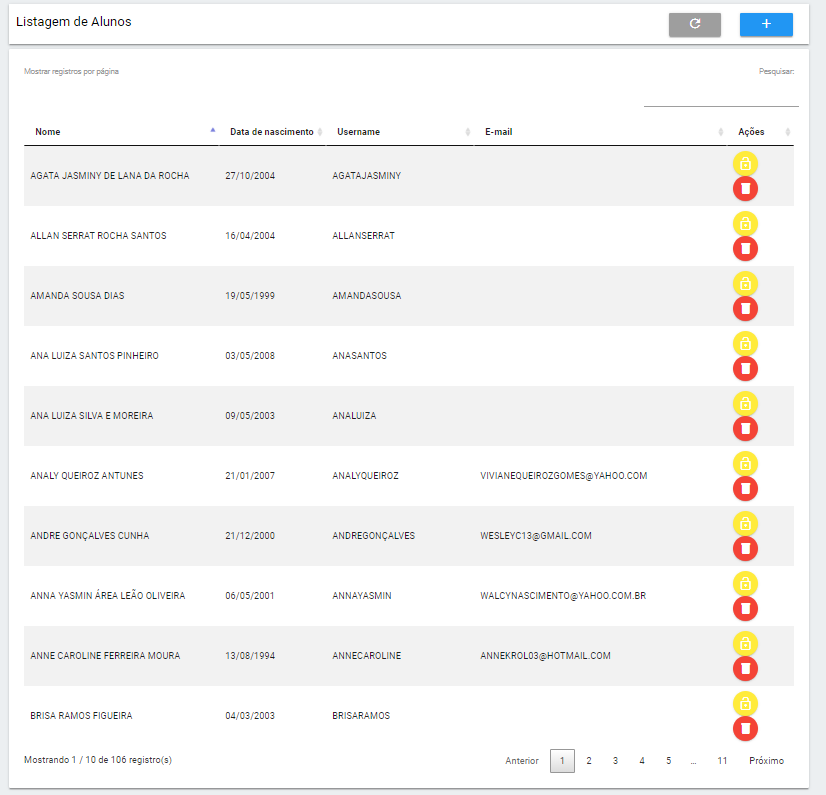 Listagem de Alunos
+
Mostrar registros por página Pesquisar:
Nome Data de nascimento Username E-mail Ações
AGATA JASMINY DE LANA DA ROCHA 27/10/2004 AGATAJASMINY
ALLAN SERRAT ROCHA SANTOS 16/04/2004 ALLANSERRAT
AMANDA SOUSA DIAS 19/05/1999 AMANDASOUSA
ANA LUIZA SANTOS PINHEIRO 03/05/2008 ANASANTOS
ANA LUIZA SILVA E MOREIRA 09/05/2003 ANALUIZA
ANALY QUEIROZ ANTUNES 21/01/2007 ANALYQUEIROZ VIVIANEQUEIROZGOMES@YAHOO.COM
ANDRE GONÇALVES CUNHA 21/12/2000 ANDREGONÇALVES WESLEYC13@GMAIL.COM
ANNA YASMIN ÁREA LEÃO OLIVEIRA 06/05/2001 ANNAYASMIN WALCYNASCIMENTO@YAHOO.COM.BR
ANNE CAROLINE FERREIRA MOURA 13/08/1994 ANNECAROLINE ANNEKROL03@HOTMAIL.COM
BRISA RAMOS FIGUEIRA 04/03/2003 BRISARAMOS
Mostrando 1 / 10 de 106 registro(s) Anterior 1 2 3 4 5 … 11 Próximo